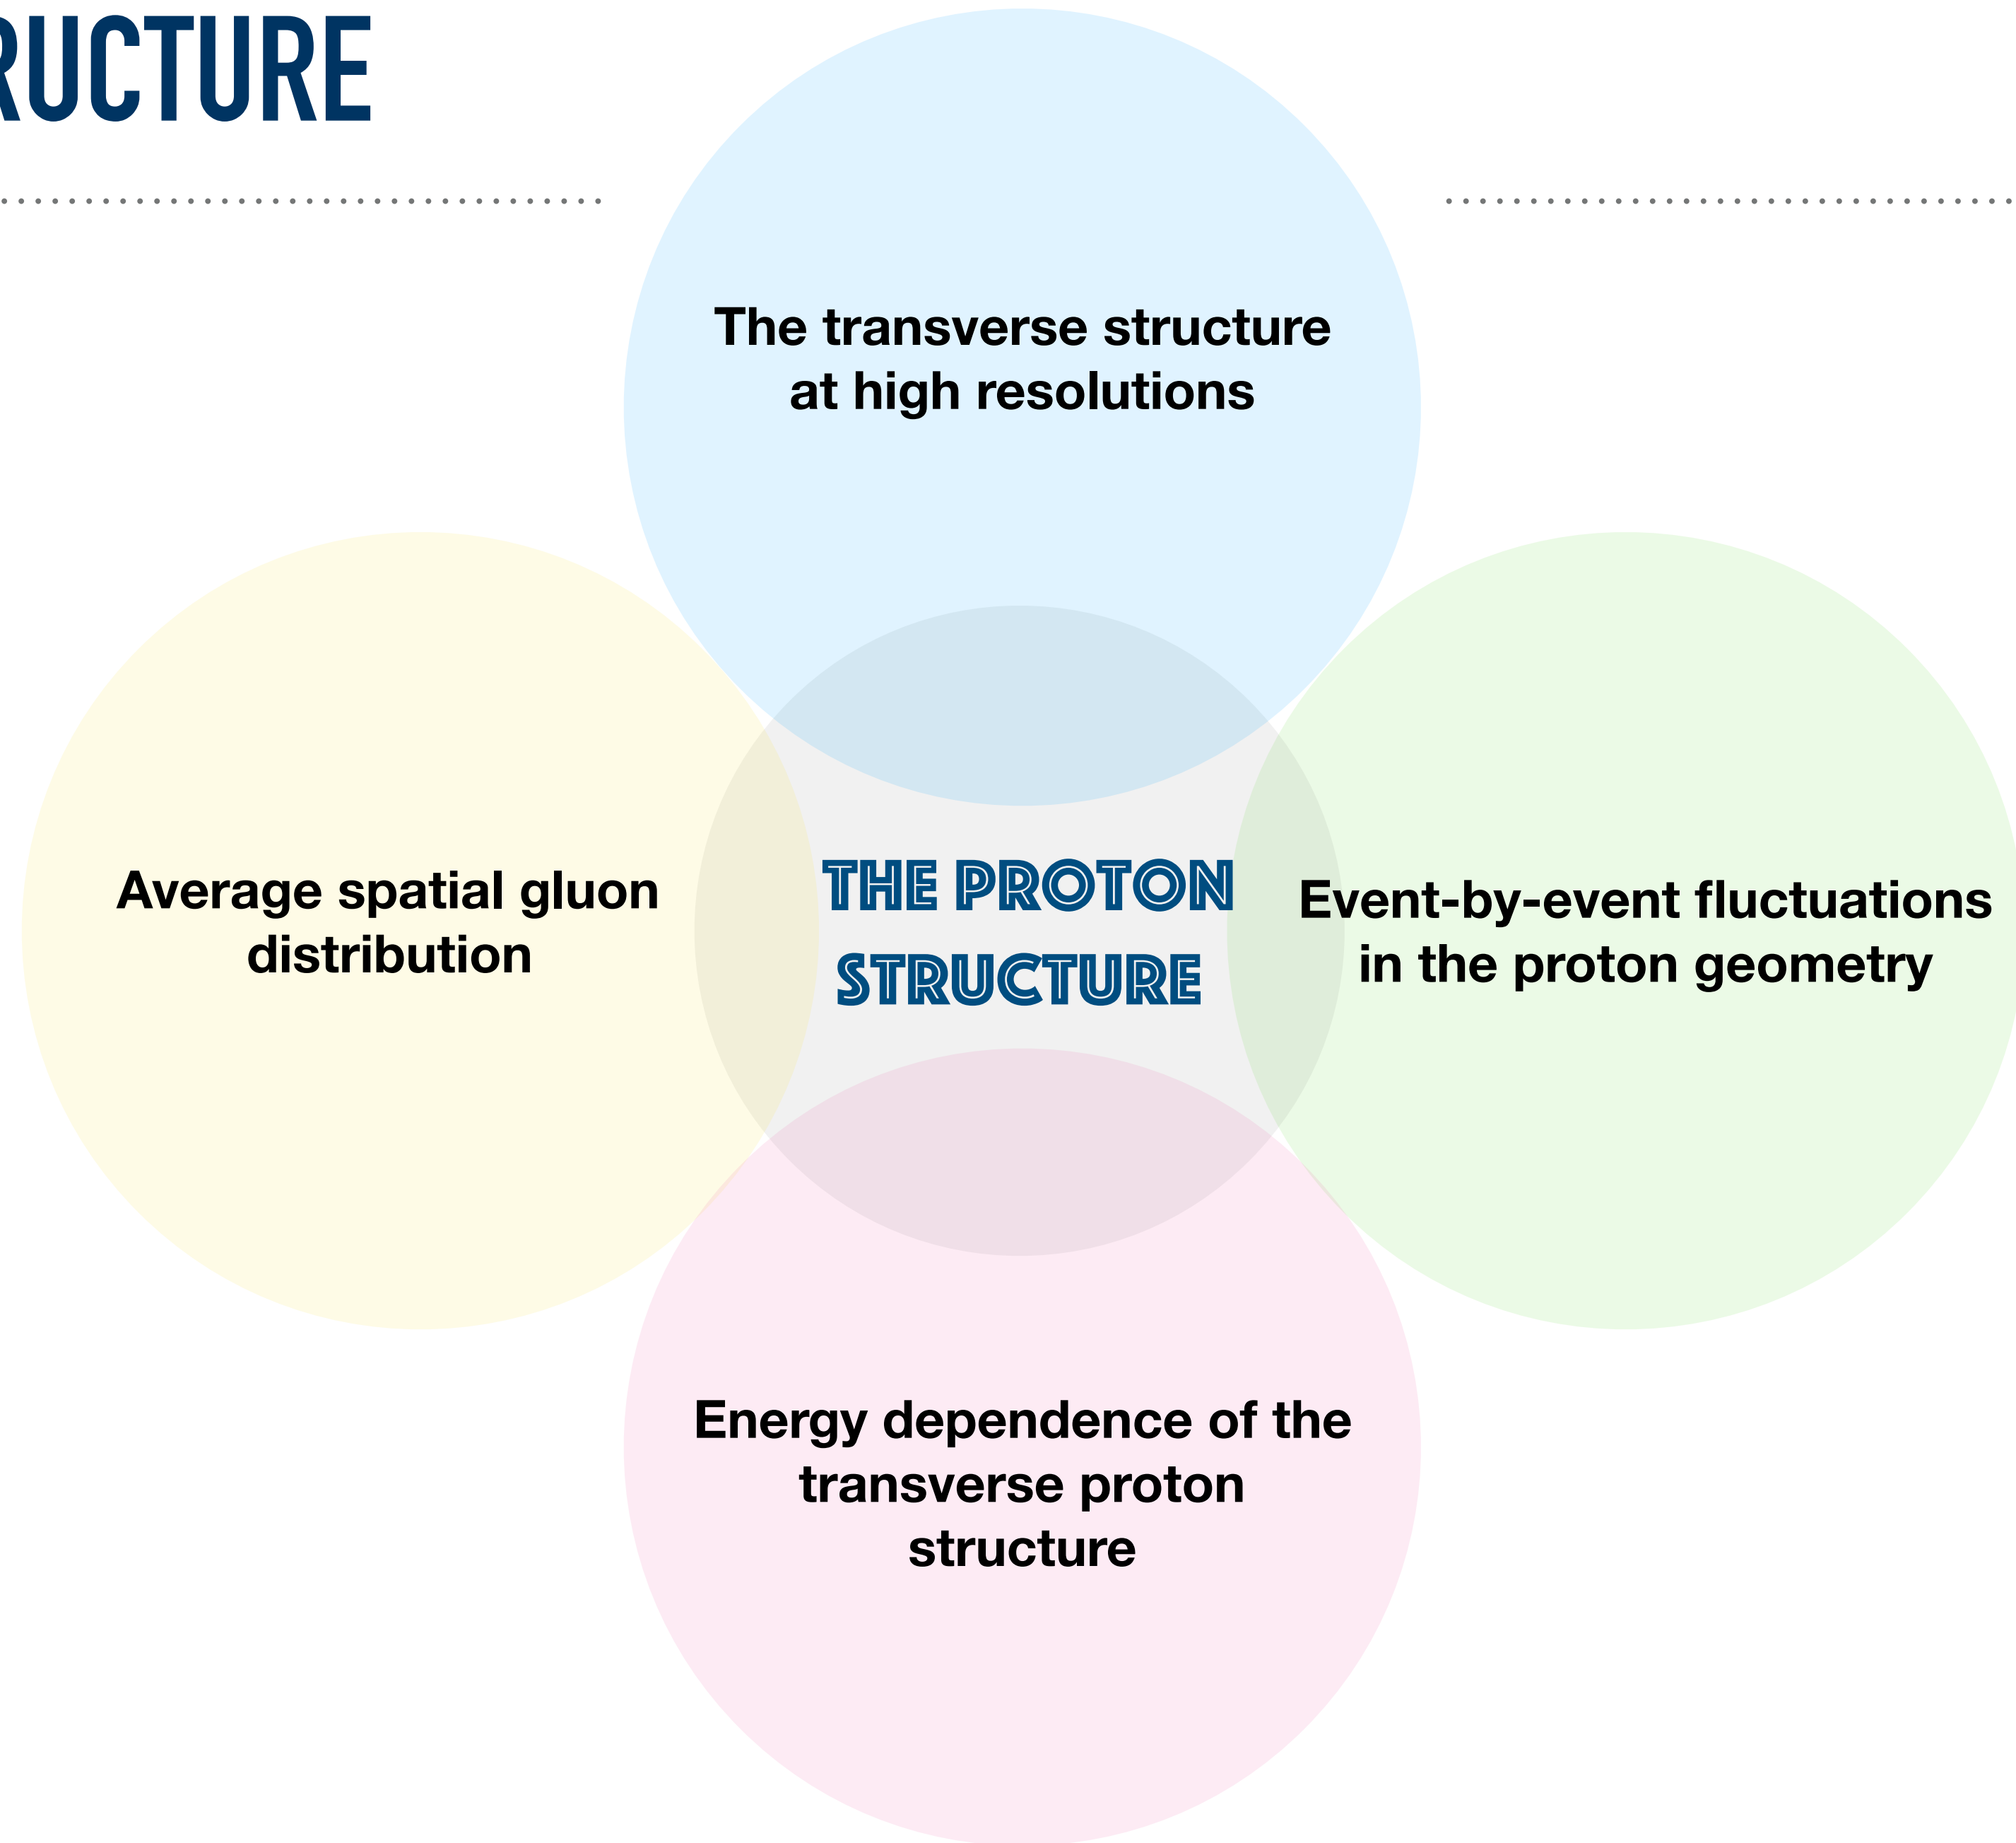 RUCTURE
The transverse structure
at high resolutions
Average spatial gluon
distribution
THE PROTON
STRUCTURE
Event-by-event fluctuations
in the proton geometry
Energy dependence of the
transverse proton
structure